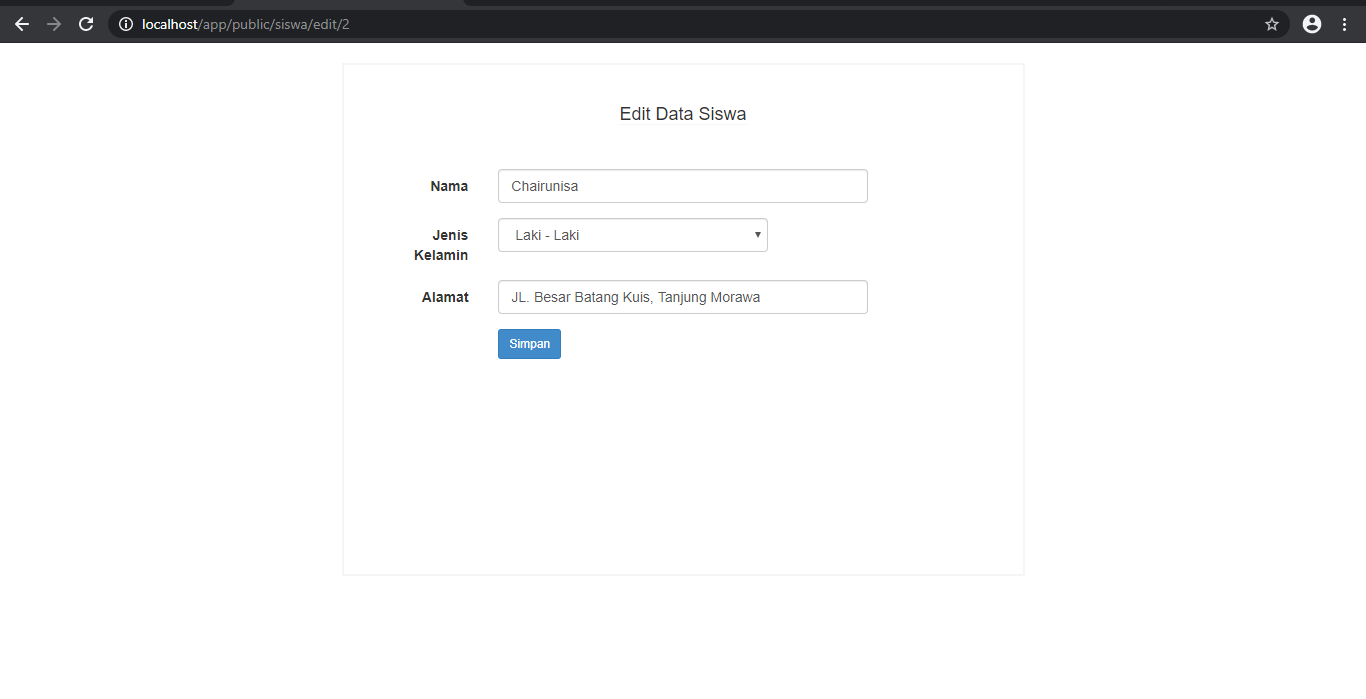 localhost/app/public/siswa/edit/2
Edit Data Siswa
Nama
Chairunisa
Jenis
Kelamin
Laki - Laki
Alamat
JL. Besar Batang Kuis, Tanjung Morawa
Simpan